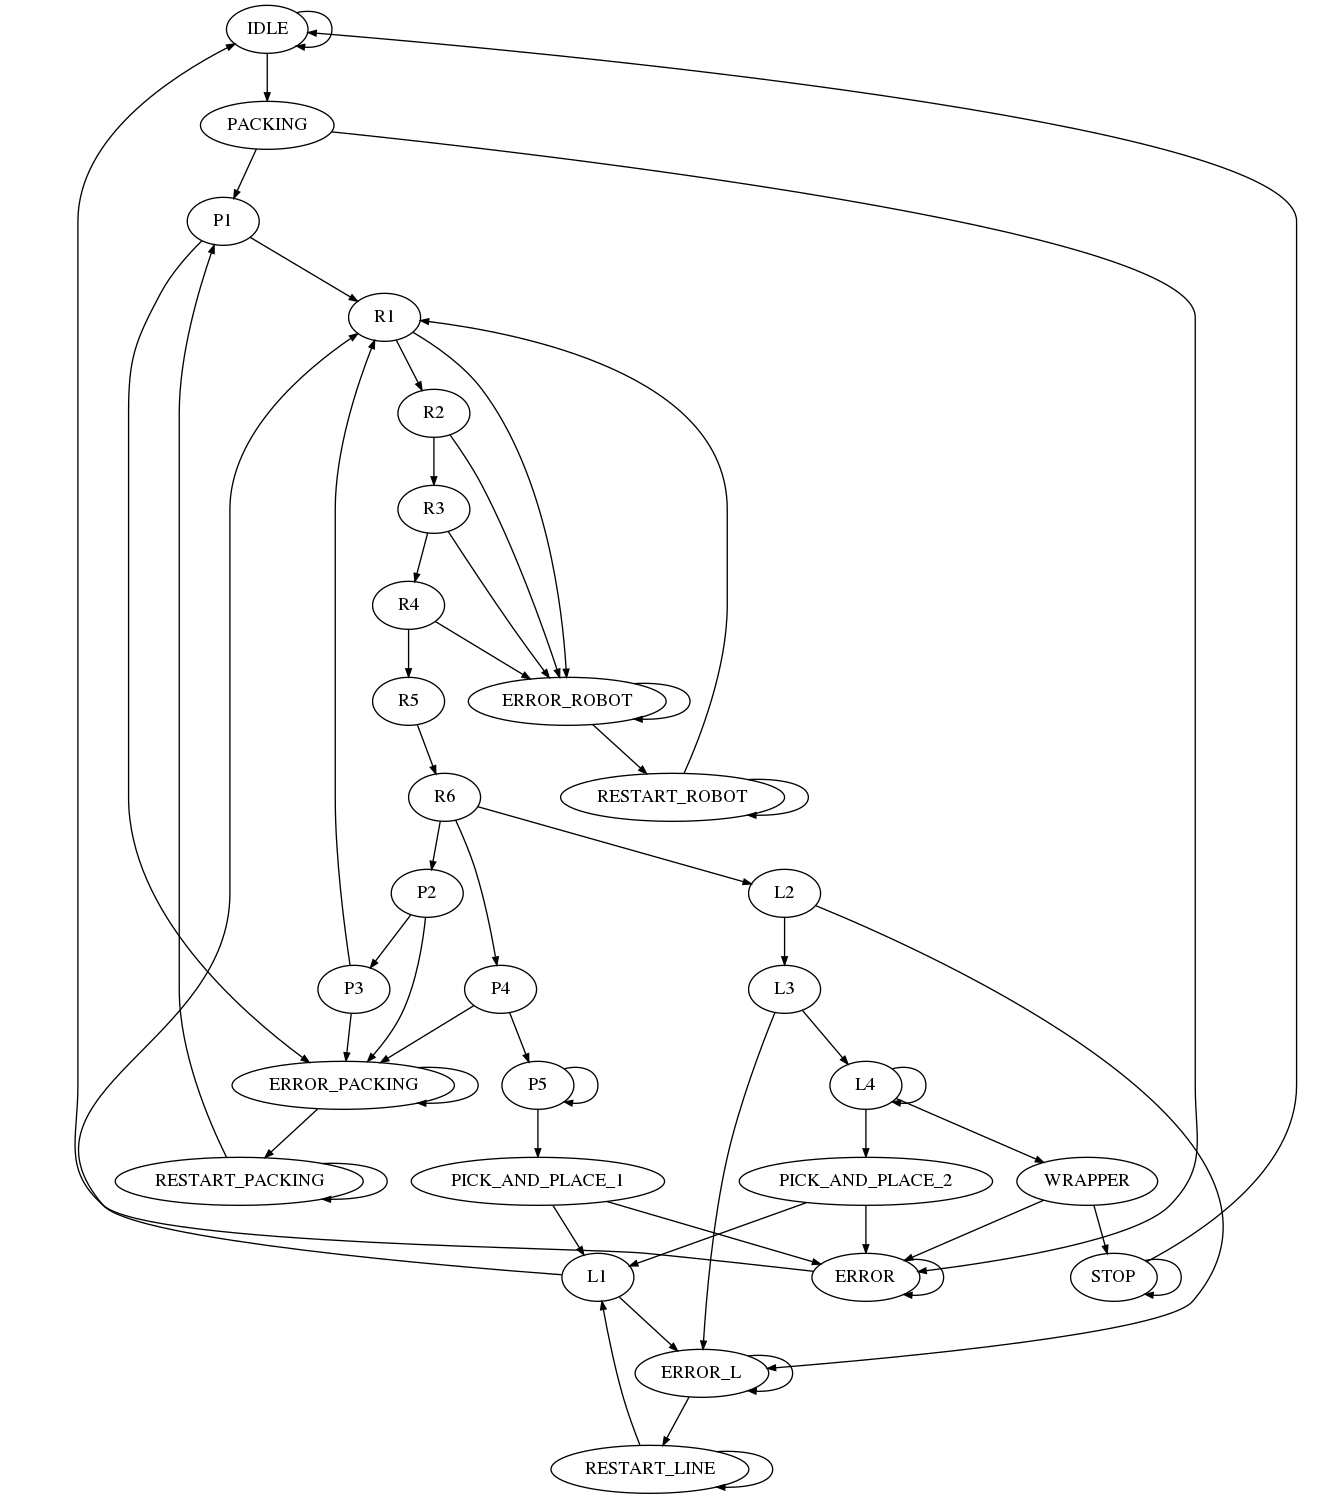 IDLE
PACKING
P1
R1
R2
R3
R4
R5
ERROR_ROBOT
R6
RESTART_ROBOT
P2
L2
P3
P4
L3
ERROR_PACKING
P5
L4
RESTART_PACKING
PICK_AND_PLACE_1
PICK_AND_PLACE_2
WRAPPER
L1
ERROR
STOP
ERROR_L
RESTART_LINE